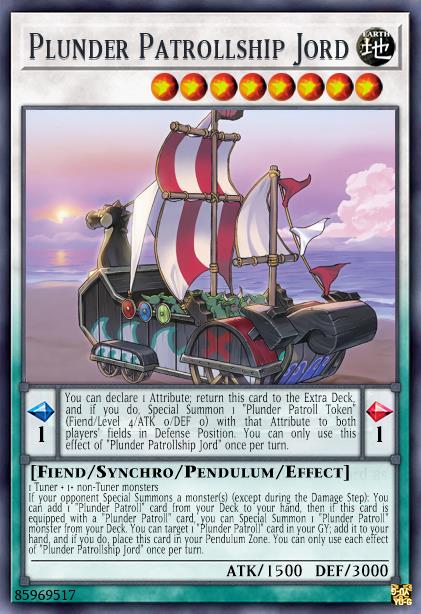 PLUNDER PATROLLSHIP JORD
EARTH
地
You can declare 1 Attribute; return this card to the Extra Deck,
and if you do, Special Summon 1 "Plunder Patroll Token"
(Fiend/Level 4/ATK 0/DEF 0) with that Attribute to both
players' fields in Defense Position. You can only use this
effect of "Plunder Patrollship Jord" once per turn.
1
1
[FIEND/SYNCHRO/PENDULUM/EFFECT]
1 Tuner + 1+ non-Tuner monsters
If your opponent Special Summons a monster(s) (except during the Damage Step): You
can add 1 "Plunder Patroll" card from your Deck to your hand, then if this card is
equipped with a "Plunder Patroll" card, you can Special Summon 1 "Plunder Patroll"
monster from your Deck. You can target 1 "Plunder Patroll" card in your GY; add it to your
hand, and if you do, place this card in your Pendulum Zone. You can only use each effect
of "Plunder Patrollship Jord" once per turn.
ATK/1500 DEF/3000
85969517